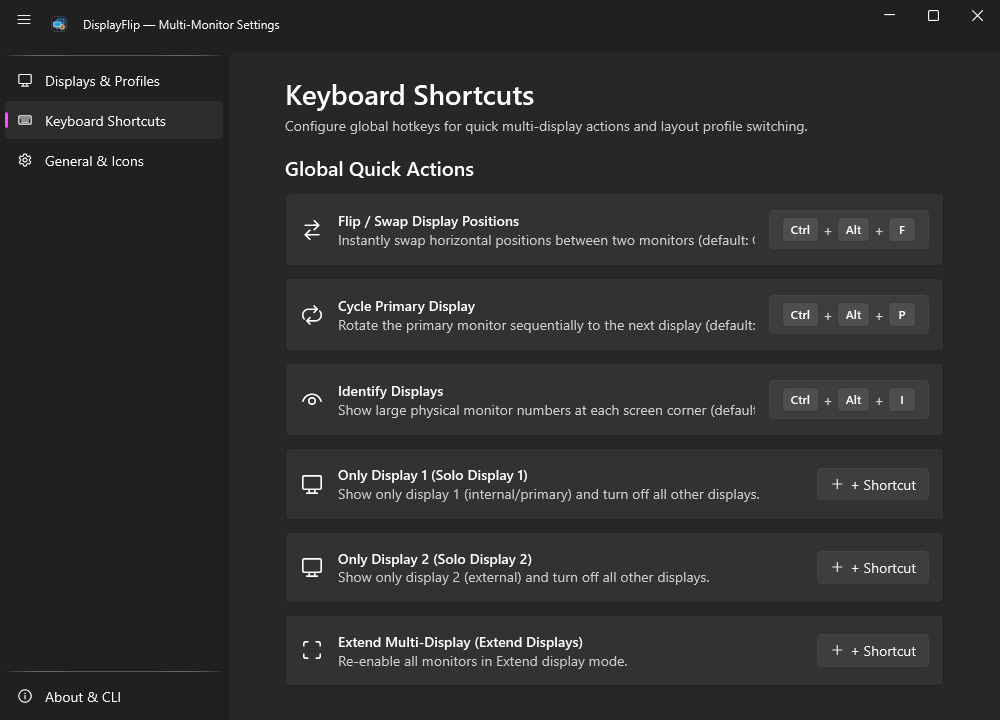 DisplayFlip — Multi-Monitor Settings
Displays & Profiles
Keyboard Shortcuts
General & Icons
About & CLI
Keyboard Shortcuts
Configure global hotkeys for quick multi-display actions and layout profile switching.
Global Quick Actions
Flip / Swap Display Positions
Instantly swap horizontal positions between two monitors (default:
Ctrl + Alt + F
Cycle Primary Display
Rotate the primary monitor sequentially to the next display (default:
Ctrl + Alt + P
Identify Displays
Show large physical monitor numbers at each screen corner (default
Ctrl + Alt + I
Only Display 1 (Solo Display 1)
Show only display 1 (internal/primary) and turn off all other displays.
+ Shortcut
Only Display 2 (Solo Display 2)
Show only display 2 (external) and turn off all other displays.
+ Shortcut
Extend Multi-Display (Extend Displays)
Re-enable all monitors in Extend display mode.
+ Shortcut